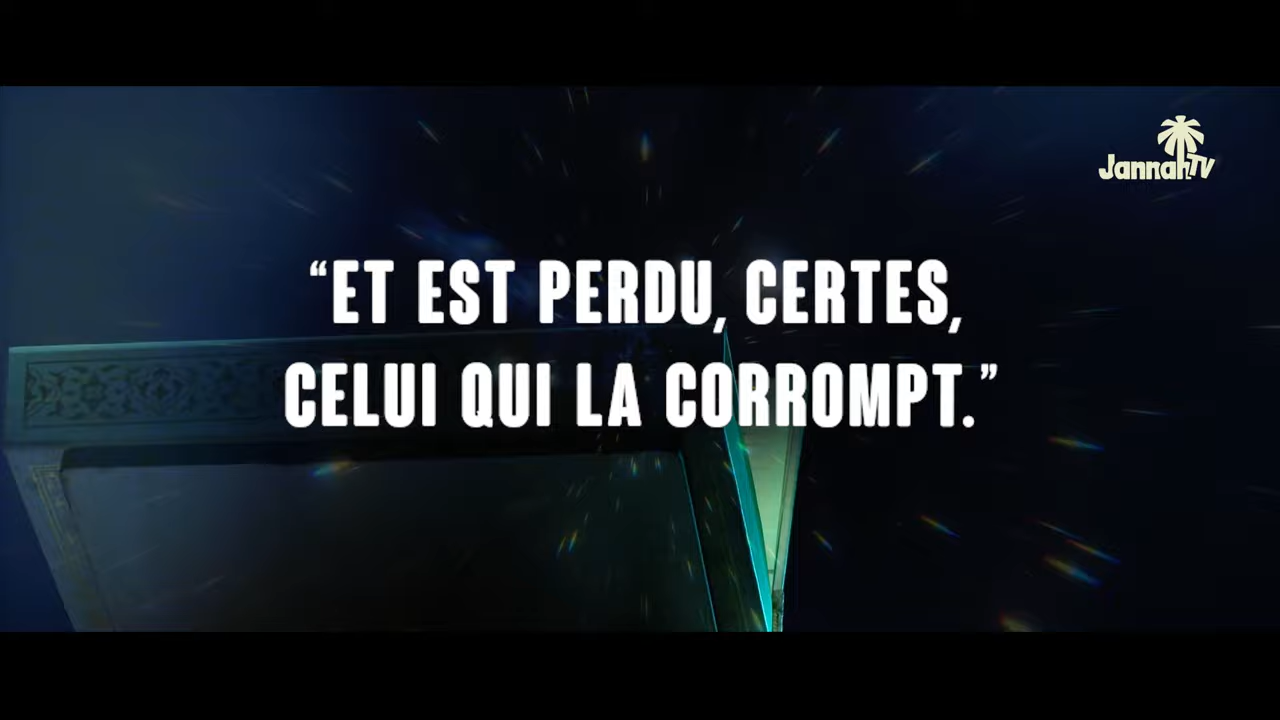 JannahTV
“ET EST PERDU, CERTES,
CELUI QUI LA CORROMPT.”